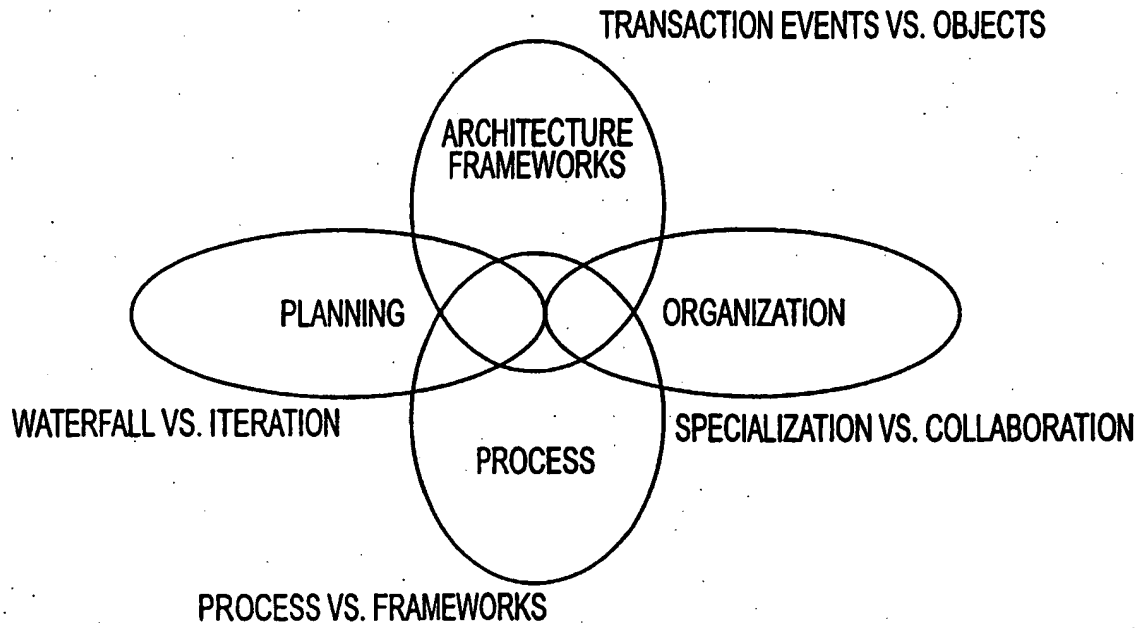 TRANSACTION EVENTS VS. OBJECTS
ARCHITECTURE
FRAMEWORKS
PLANNING
ORGANIZATION
WATERFALL VS. ITERATION
SPECIALIZATION VS. COLLABORATION
PROCESS
PROCESS VS. FRAMEWORKS